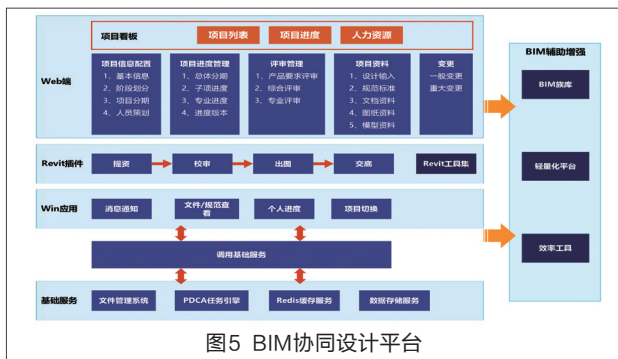 项目看板
项目列表
项目进度
人力资源
Web端
项目信息配置
1、基本信息
2、阶段划分
3、项目分期
4、人员策划
项目进度管理
1、总体分期
2、子项进度
3、专业进度
4、进度版本
评审管理
1、产品要求评审
2、综合评审
3、专业评审
项目资料
1、设计输入
2、规范标准
3、文档资料
4、图纸资料
5、模型资料
变更
一般变更
重大变更
Revit插件
提资
校审
出图
交底
Revit工具集
Win应用
消息通知
文件/规范查
看
个人进度
项目切换
调用基础服务
基础服务
文件管理系统
PDCA任务引擎
Redis缓存服务
数据存储服务
BIM辅助增强
BIM族库
轻量化平台
效率工具
图5 BIM协同设计平台